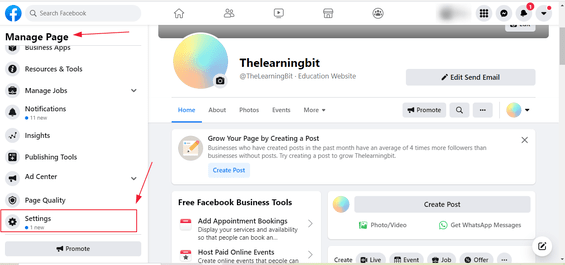 Search Facebook
1
Manage Page
Business Apps
Resources & Tools
Manage Jobs
Notifications
11 new
Insights
Publishing Tools
Ad Center
Page Quality
Settings
1 new
Promote
Edit
Thelearningbit
@TheLearningBit · Education Website
Edit Send Email
Home About Photos Events More
Promote
Grow Your Page by Creating a Post
Businesses who have created posts in the past month have an average of 4 times more followers than
businesses without posts. Try creating a post to grow Thelearningbit.
Create Post
Free Facebook Business Tools
Add Appointment Bookings
Display your services and availability
so that people can book an...
Host Paid Online Events
Create online events that people can
Create Post
Photo/Video Get WhatsApp Messages
Create Live Event Job Offer